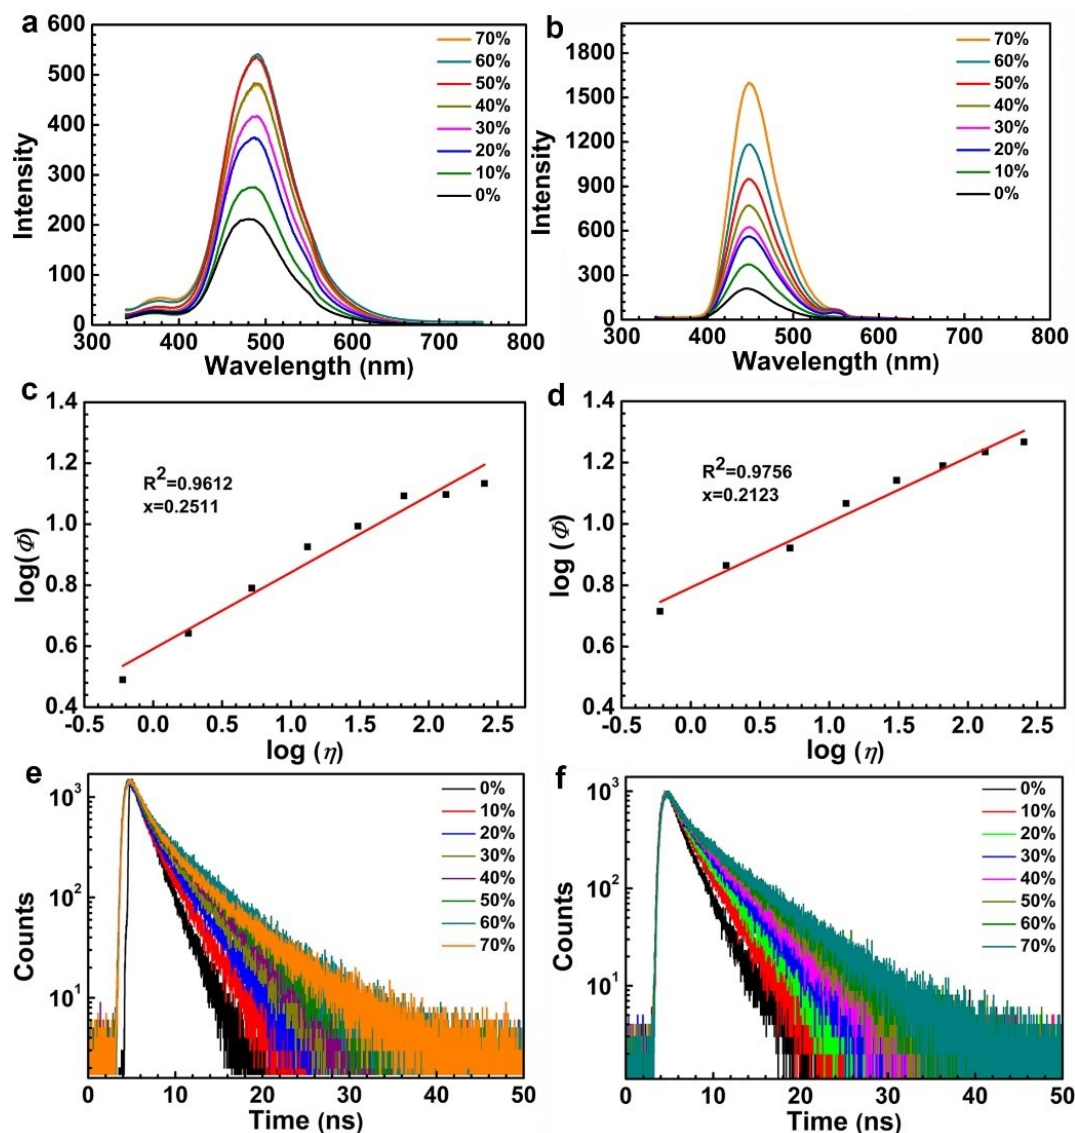 a
600
500
400
300
200
100
0
Intensity
70%
60%
50%
40%
30%
20%
10%
0%
300 400 500 600 700 800
Wavelength (nm)
b
1800
1500
1200
900
600
300
0
Intensity
70%
60%
50%
40%
30%
20%
10%
0%
300 400 500 600 700 800
Wavelength (nm)
c
1.4
1.2
1.0
0.8
0.6
0.4
log(Φ)
R²=0.9612
x=0.2511
-0.5 0.0 0.5 1.0 1.5 2.0 2.5
log (η)
d
1.4
1.2
1.0
0.8
0.6
0.4
log (Φ)
R²=0.9756
x=0.2123
-0.5 0.0 0.5 1.0 1.5 2.0 2.5
log (η)
e
10³
10²
10¹
Counts
0%
10%
20%
30%
40%
50%
60%
70%
0 10 20 30 40 50
Time (ns)
f
10³
10²
10¹
Counts
0%
10%
20%
30%
40%
50%
60%
70%
0 10 20 30 40 50
Time (ns)